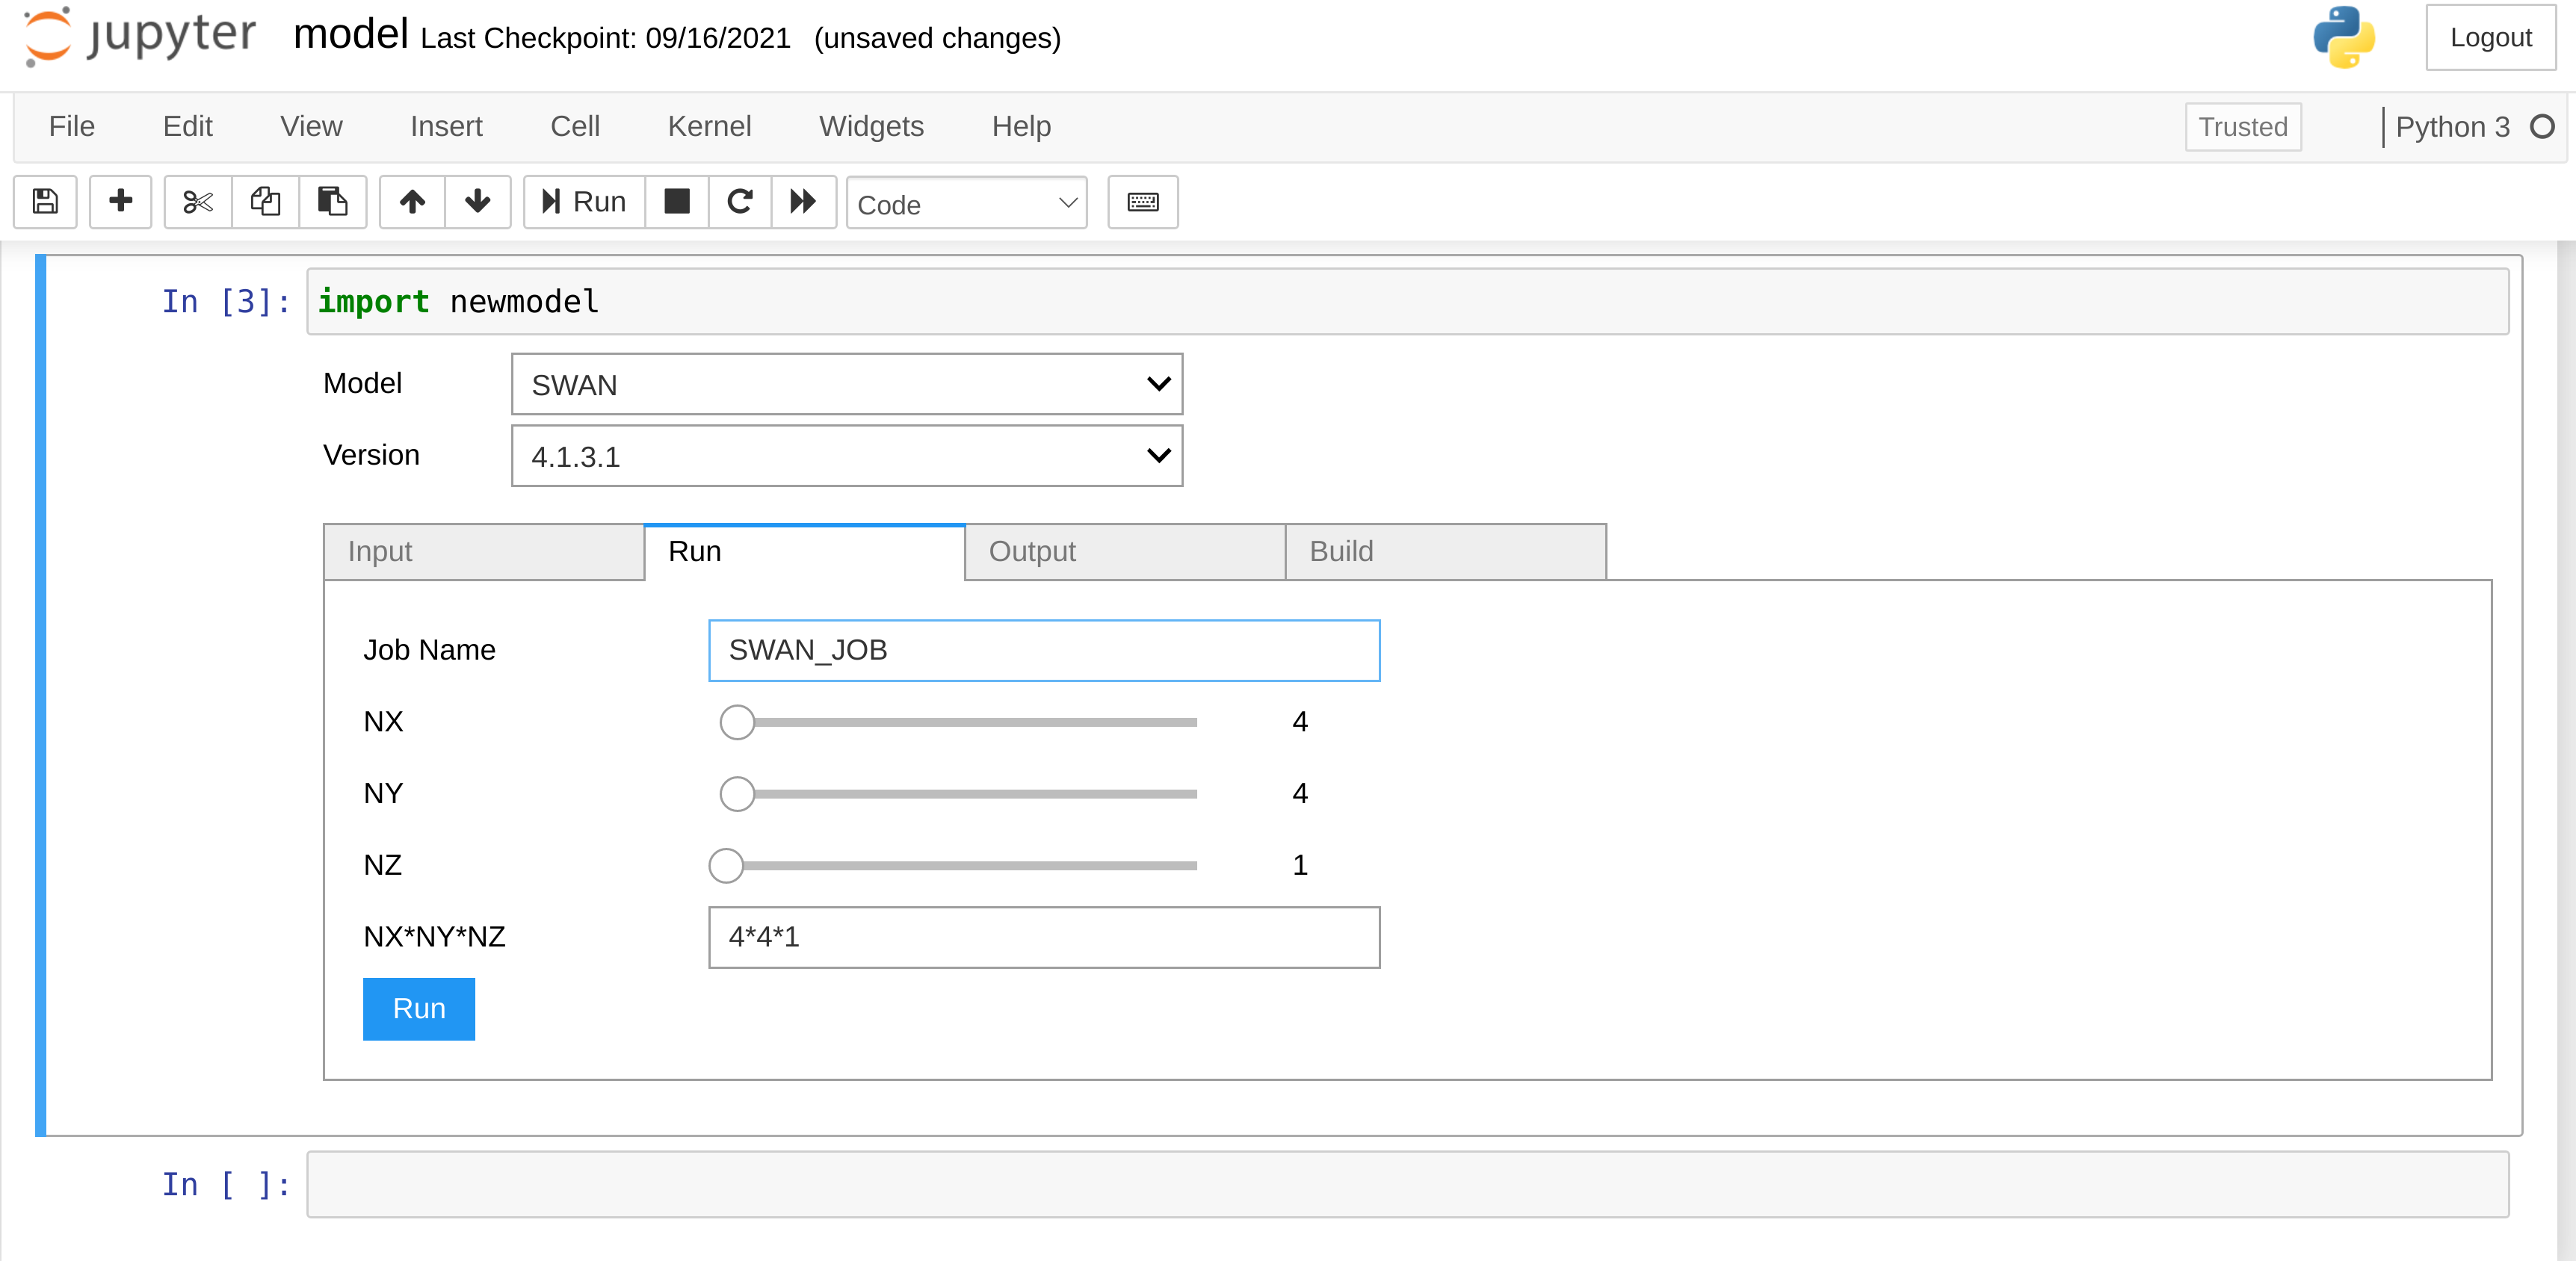 jupyter model Last Checkpoint: 09/16/2021 (unsaved changes) Logout
File Edit View Insert Cell Kernel Widgets Help Trusted Python 3
Run Code
In [3]: import newmodel
Model SWAN
Version 4.1.3.1
Input Run Output Build
Job Name SWAN_JOB
NX 4
NY 4
NZ 1
NX*NY*NZ 4*4*1
Run
In [ ]: